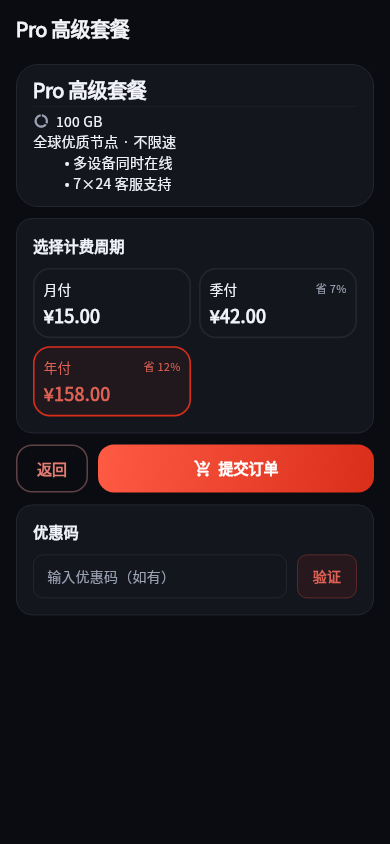 Pro 高级套餐
Pro 高级套餐
100 GB
全球优质节点 · 不限速
• 多设备同时在线
• 7×24 客服支持
选择计费周期
月付
¥15.00
季付 省 7%
¥42.00
年付 省 12%
¥158.00
返回 提交订单
优惠码
输入优惠码（如有） 验证